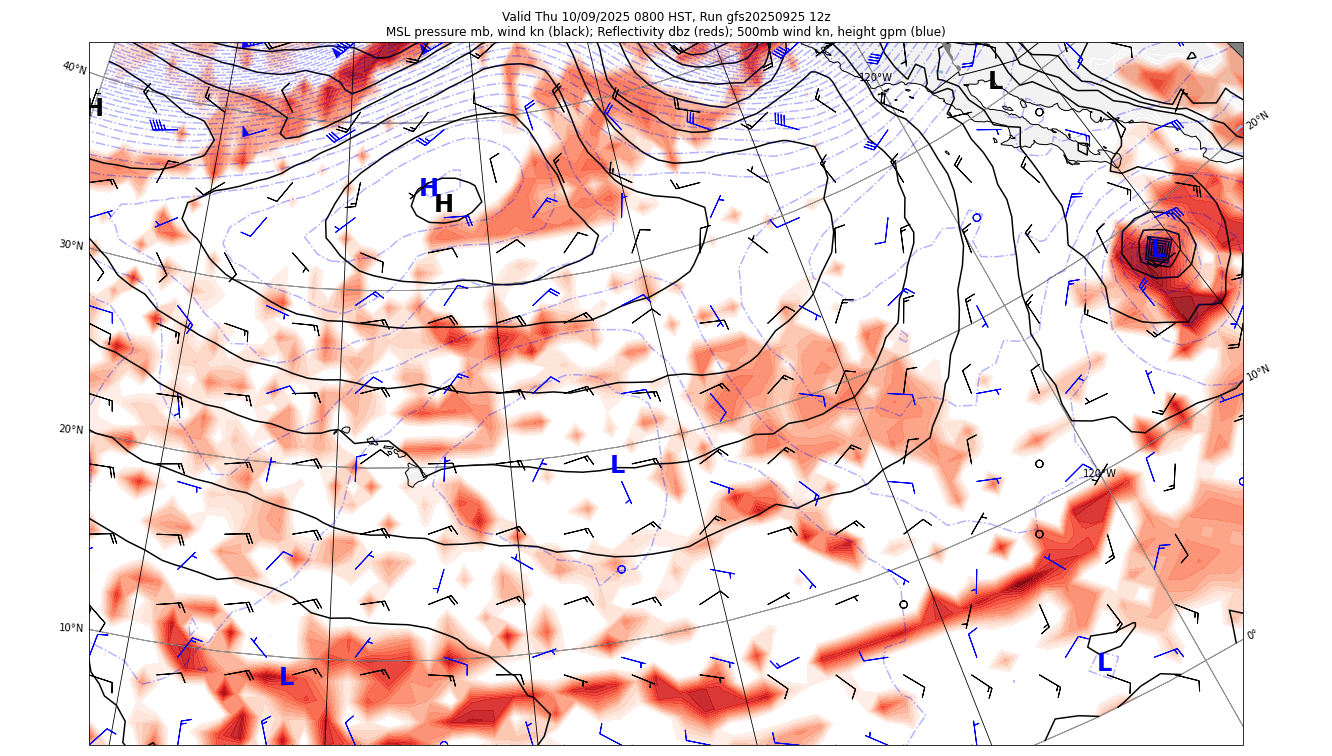 Valid Thu 10/09/2025 0800 HST, Run gfs20250925 12z
MSL pressure mb, wind kn (black); Reflectivity dbz (reds); 500mb wind kn, height gpm (blue)
40°N
120°W
L
H
20°N
H
H
L
30°N
10°N
20°N
L
120°W
10°N
0°
L
L